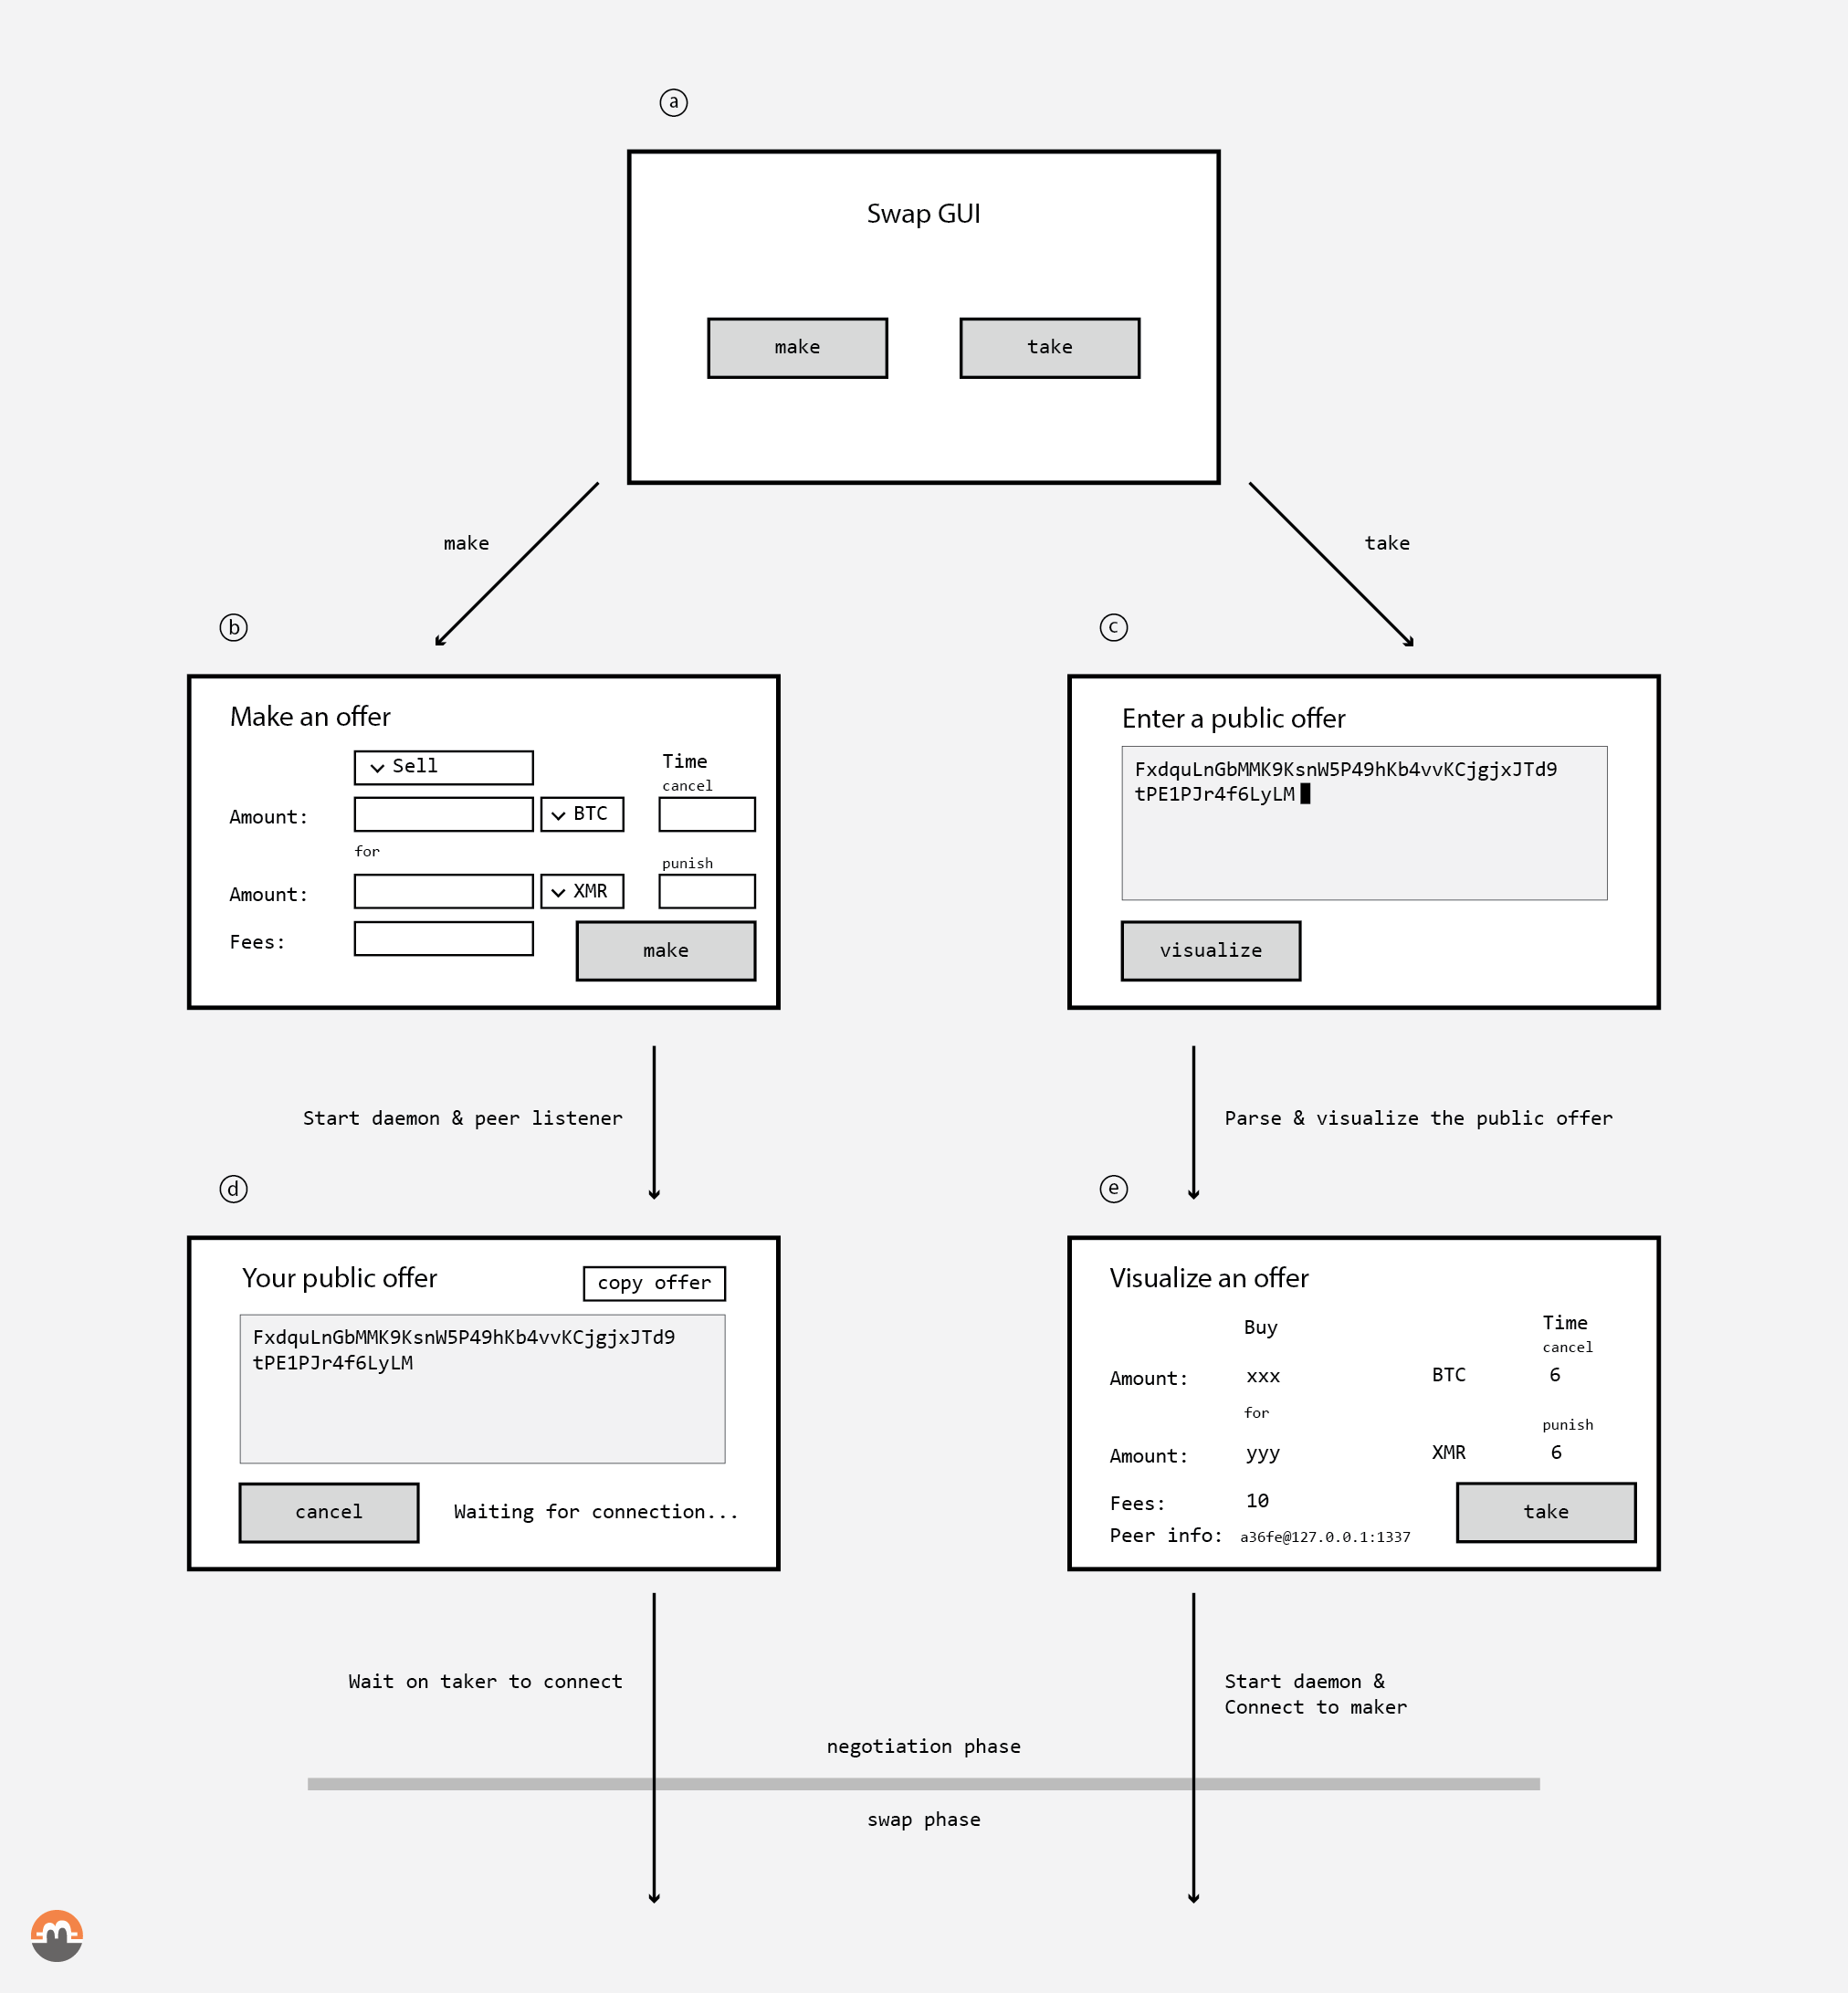 a
Swap GUI
make
take
make
take
b
Make an offer
Sell
Time
cancel
Amount:
BTC
for
punish
Amount:
XMR
Fees:
make
c
Enter a public offer
FxdquLnGbMMK9KsnW5P49hKb4vvKCjgjxJTd9
tPE1PJr4f6LyLM
visualize
Start daemon & peer listener
Parse & visualize the public offer
d
Your public offer
copy offer
FxdquLnGbMMK9KsnW5P49hKb4vvKCjgjxJTd9
tPE1PJr4f6LyLM
cancel
Waiting for connection...
e
Visualize an offer
Buy
Time
cancel
Amount:
xxx
BTC
6
for
punish
Amount:
yyy
XMR
6
Fees:
10
take
Peer info:
a36fe@127.0.0.1:1337
Wait on taker to connect
Start daemon &
Connect to maker
negotiation phase
swap phase